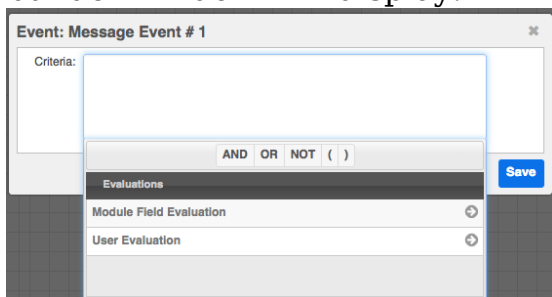 Event: Message Event # 1
Criteria:
AND OR NOT ( )
Save
Evaluations
Module Field Evaluation
User Evaluation